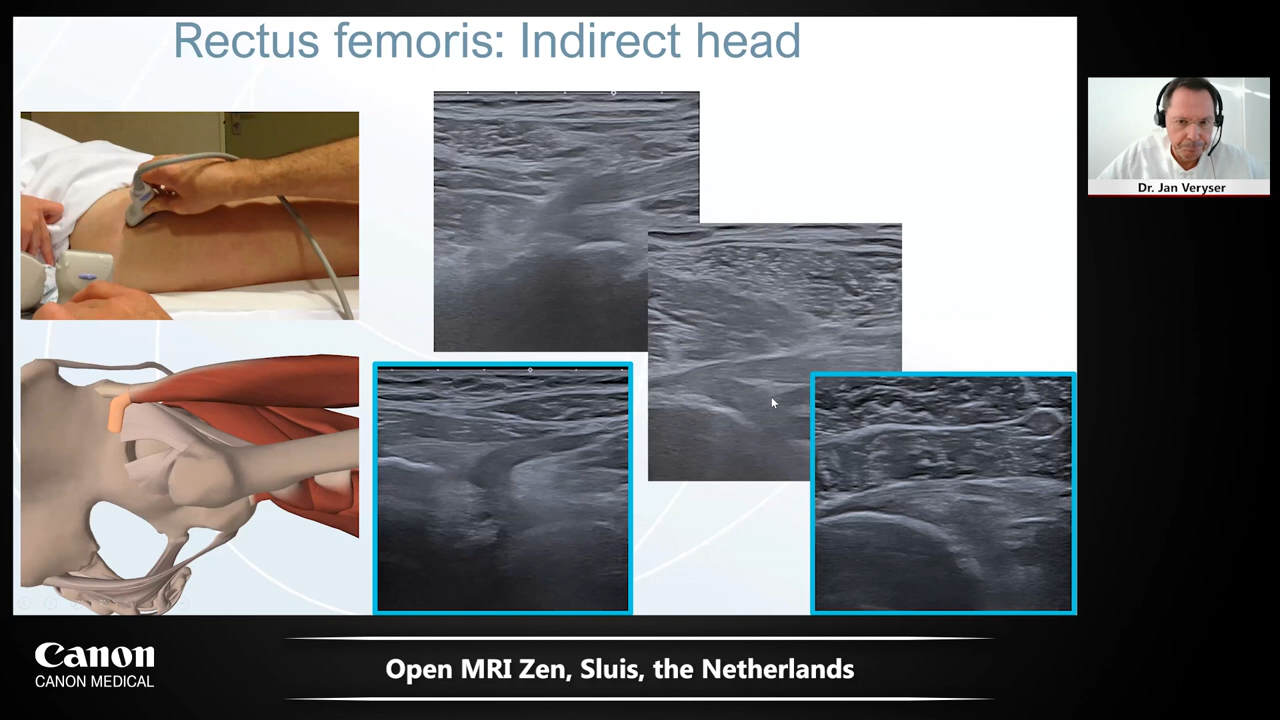 Rectus femoris: Indirect head
Dr. Jan Veryser
Canon
CANON MEDICAL
Open MRI Zen, Sluis, the Netherlands